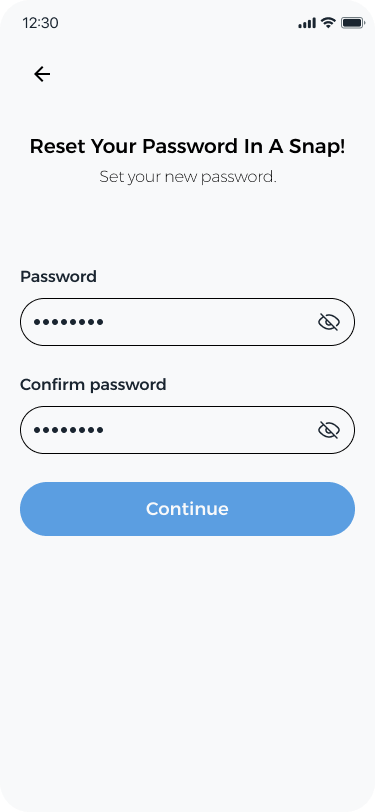 12:30
Reset Your Password In A Snap!
Set your new password.
Password
••••••••
Confirm password
••••••••
Continue